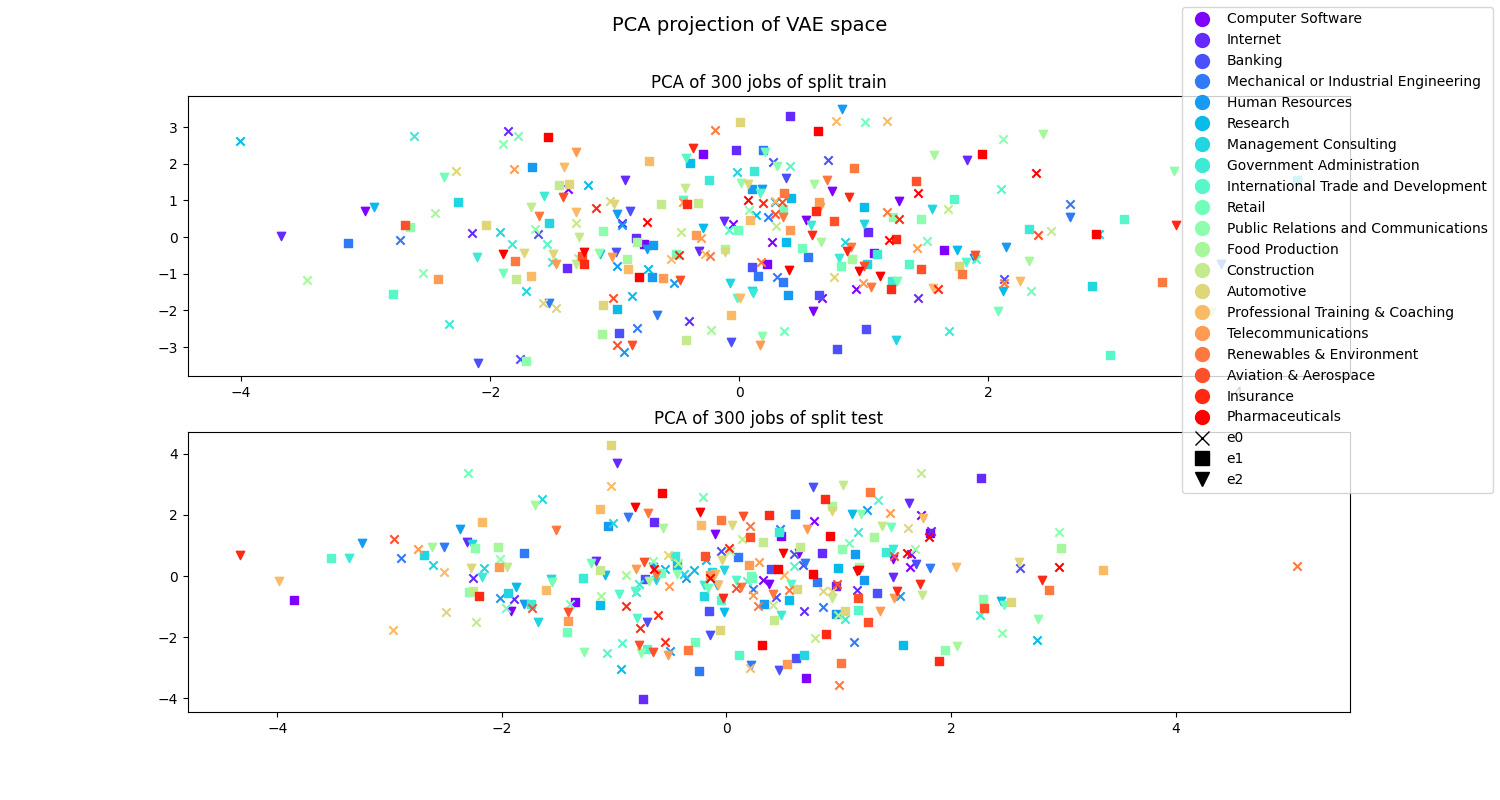 PCA projection of VAE space
PCA of 300 jobs of split train
3
2
1
0
−1
−2
−3
−4
−2
0
2
4
PCA of 300 jobs of split test
4
2
0
−2
−4
−4
−2
0
2
4
Computer Software
Internet
Banking
Mechanical or Industrial Engineering
Human Resources
Research
Management Consulting
Government Administration
International Trade and Development
Retail
Public Relations and Communications
Food Production
Construction
Automotive
Professional Training & Coaching
Telecommunications
Renewables & Environment
Aviation & Aerospace
Insurance
Pharmaceuticals
e0
e1
e2